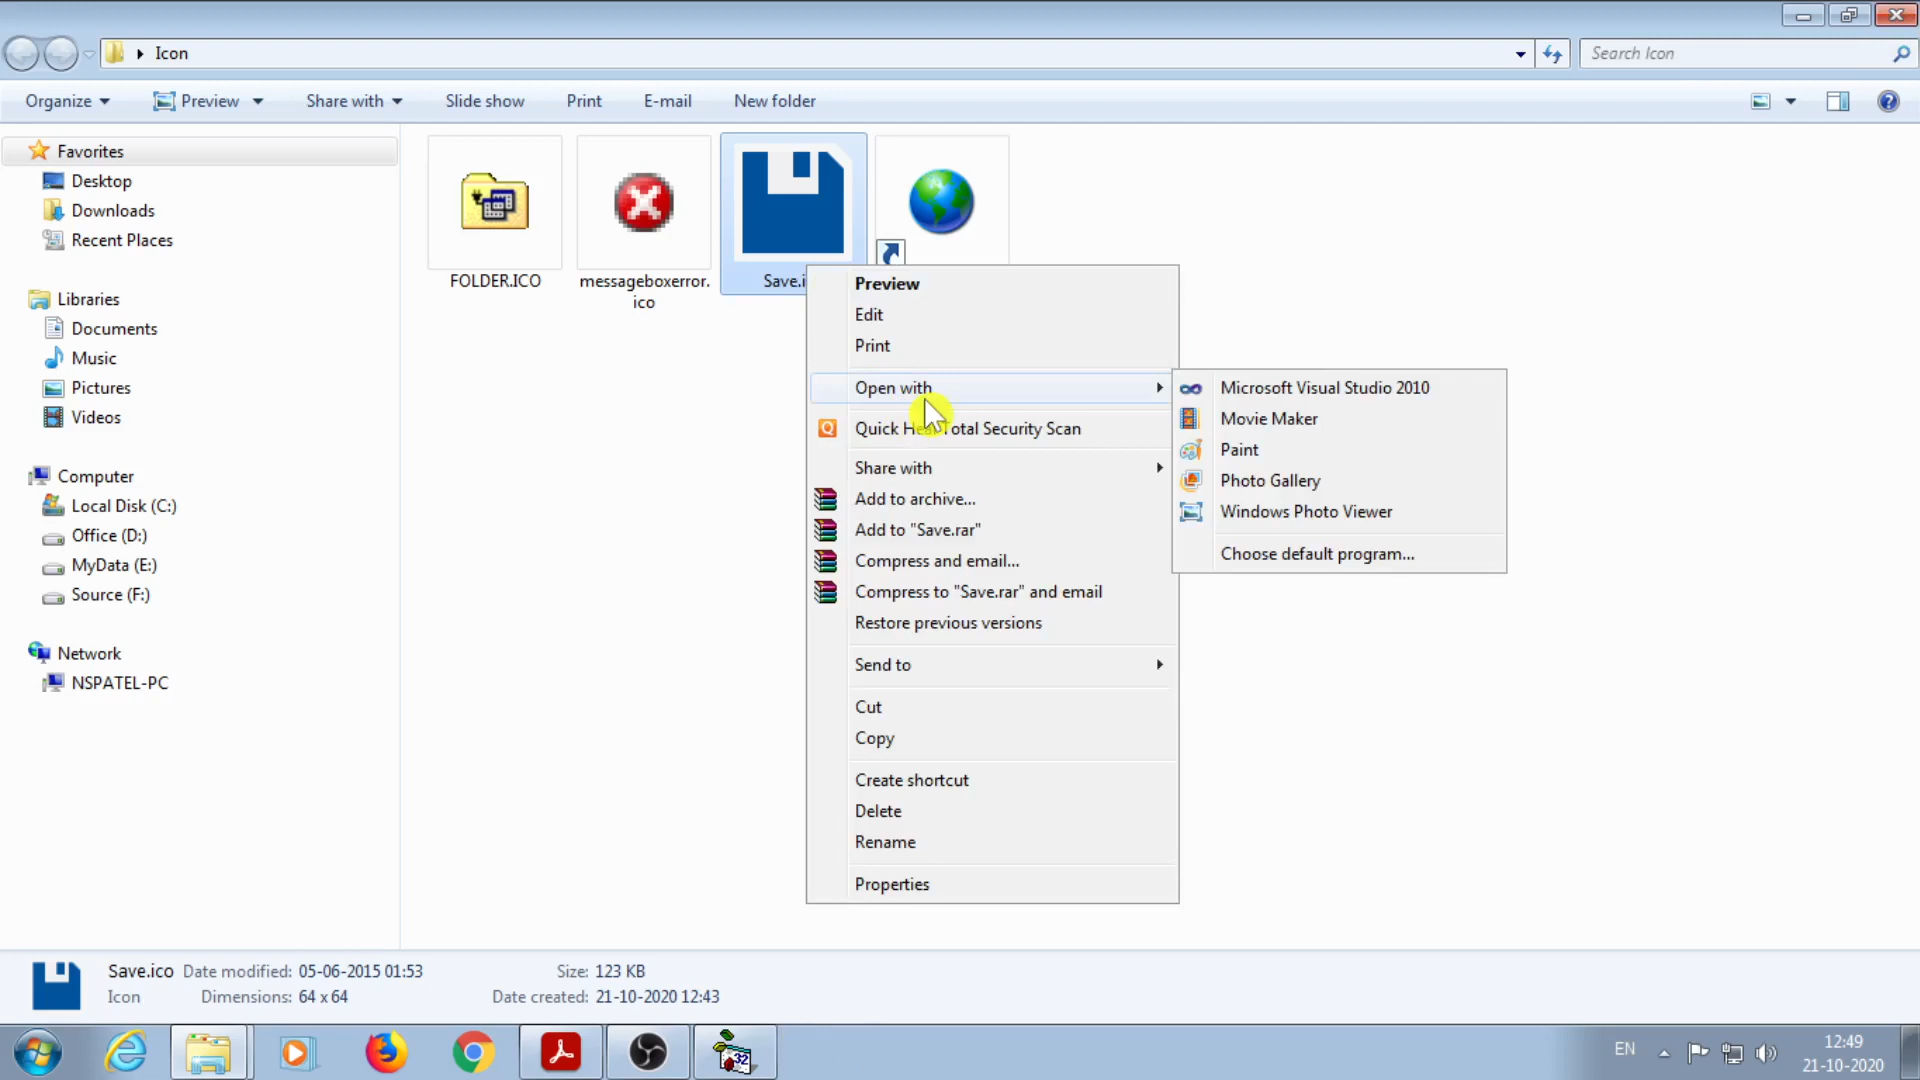 Icon
Search Icon
Organize
Preview
Share with
Slide show
Print
E-mail
New folder
Favorites
Desktop
Downloads
Recent Places
Libraries
Documents
Music
Pictures
Videos
Computer
Local Disk (C:)
Office (D:)
MyData (E:)
Source (F:)
Network
NSPATEL-PC
FOLDER.ICO
messageboxerror.
ico
Preview
Edit
Print
Open with
Quick Total Security Scan
Share with
Add to archive...
Add to "Save.rar"
Compress and email...
Compress to "Save.rar" and email
Restore previous versions
Send to
Cut
Copy
Create shortcut
Delete
Rename
Properties
Microsoft Visual Studio 2010
Movie Maker
Paint
Photo Gallery
Windows Photo Viewer
Choose default program...
Save.ico Date modified: 05-06-2015 01:53 Size: 123 KB
Icon Dimensions: 64 x 64 Date created: 21-10-2020 12:43
32
EN
12:49
21-10-2020